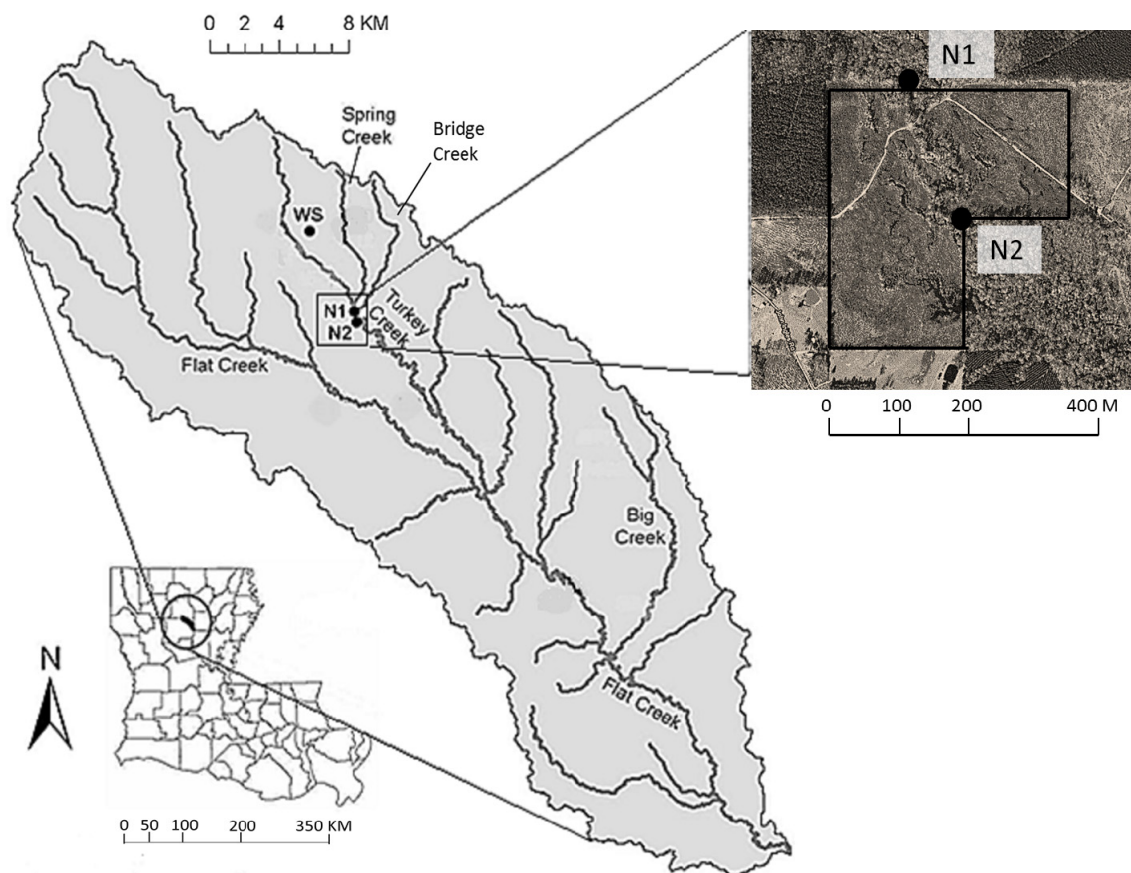 0 2 4 8 KM
N1
Spring
Creek
Bridge
Creek
WS
N2
N1
N2
Turkey
Creek
Flat Creek
0 100 200 400 M
Big
Creek
N
Flat Creek
0 50 100 200 350 KM